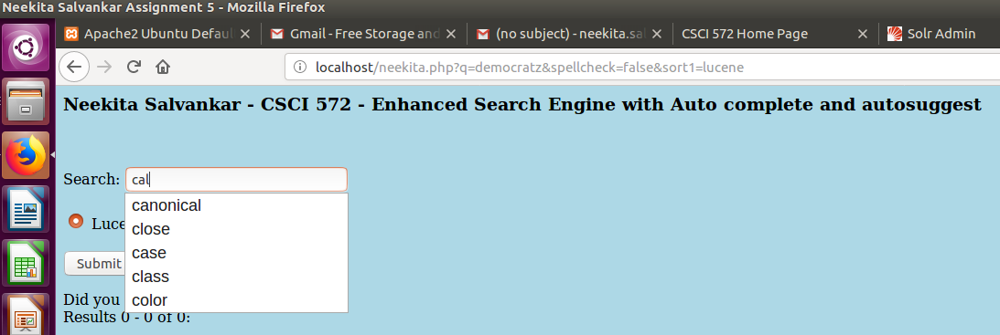 Neekita Salvankar Assignment 5 - Mozilla Firefox
Apache2 Ubuntu Defaul
Gmail - Free Storage and
(no subject) - neekita.sal
CSCI 572 Home Page
Solr Admin
localhost/neekita.php?q=democratz&spellcheck=false&sort1=lucene
Neekita Salvankar - CSCI 572 - Enhanced Search Engine with Auto complete and autosuggest
Search: cal
canonical
close
Luce
case
Submit
class
color
Did you
Results 0 - 0 of 0: